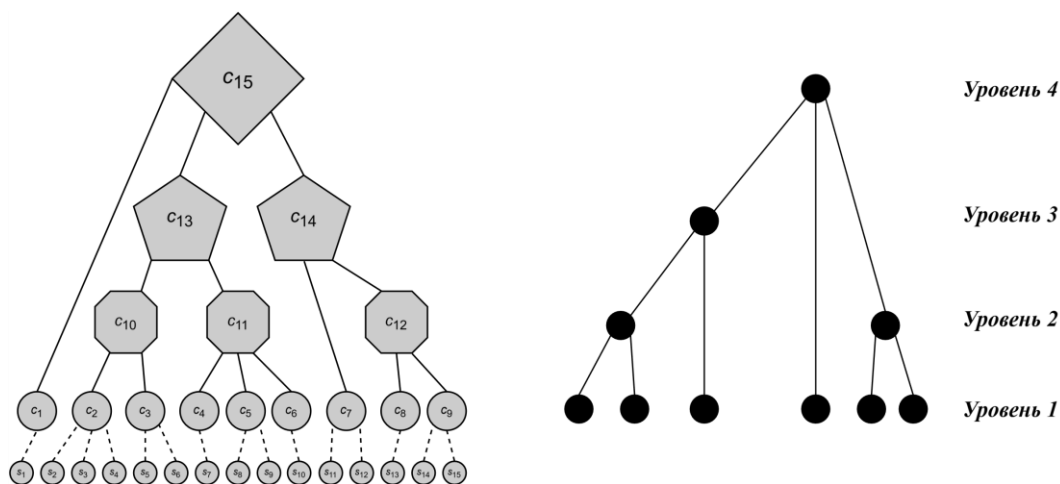 c15
Уровень 4
c13 c14
Уровень 3
c10 c11 c12
Уровень 2
c1 c2 c3 c4 c5 c6 c7 c8 c9
Уровень 1
s1 s2 s3 s4 s5 s6 s7 s8 s9 s10 s11 s12 s13 s14 s15